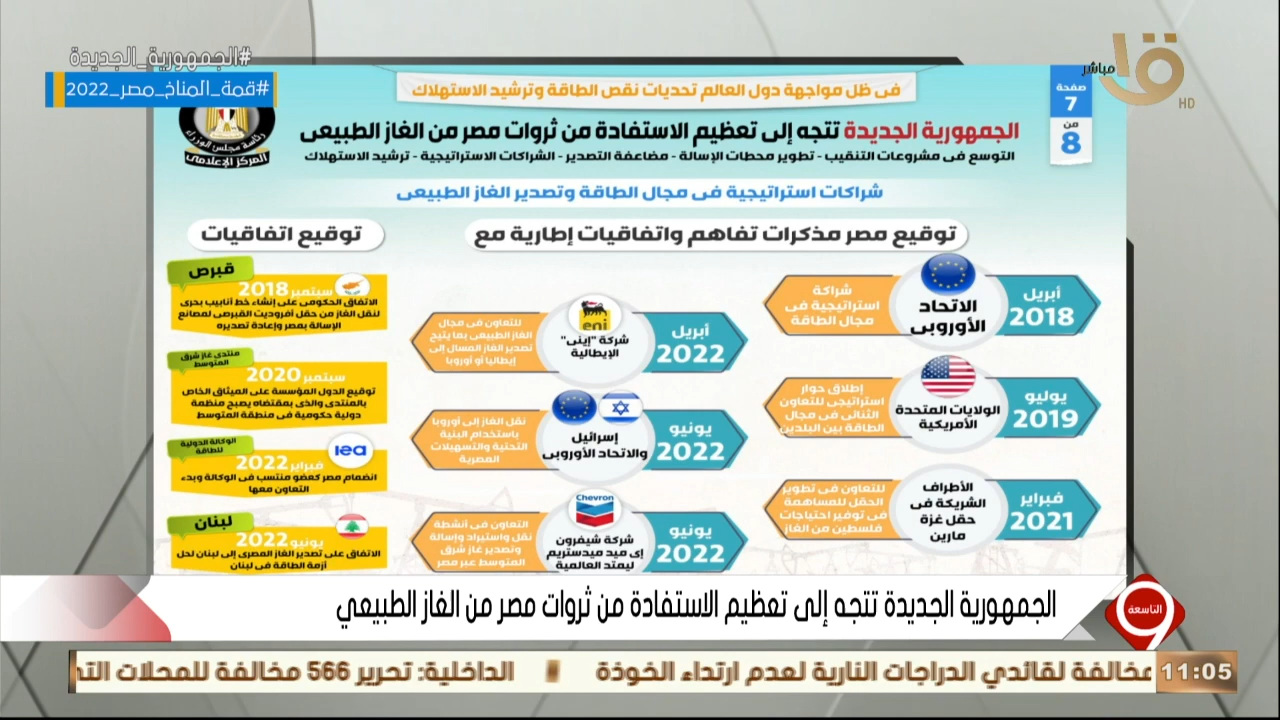 #الجمهورية_الجديدة
#قمة_المناخ_مصر_2022
مباشر
HD
صفحة
7
من
8
رئاسة مجلس الوزراء
المركز الإعلامى
فى ظل مواجهة دول العالم تحديات نقص الطاقة وترشيد الاستهلاك
الجمهورية الجديدة تتجه إلى تعظيم الاستفادة من ثروات مصر من الغاز الطبيعى
التوسع فى مشروعات التنقيب - تطوير محطات الإسالة - مضاعفة التصدير - الشراكات الاستراتيجية - ترشيد الاستهلاك
شراكات استراتيجية فى مجال الطاقة وتصدير الغاز الطبيعى
توقيع مصر مذكرات تفاهم واتفاقيات إطارية مع
أبريل
2018
الاتحاد
الأوروبى
شراكة
استراتيجية فى
مجال الطاقة
يوليو
2019
الولايات المتحدة
الأمريكية
إطلاق حوار
استراتيجى للتعاون
الثنائى فى مجال
الطاقة بين البلدين
فبراير
2021
الأطراف
الشريكة فى
حقل غزة
مارين
للتعاون فى تطوير
الحقل للمساهمة
فى توفير احتياجات
فلسطين من الغاز
أبريل
2022
eni
شركة "إينى"
الإيطالية
للتعاون فى مجال
الغاز الطبيعى بما يتيح
تصدير الغاز المسال إلى
إيطاليا أو أوروبا
يونيو
2022
إسرائيل
والاتحاد الأوروبى
نقل الغاز إلى أوروبا
باستخدام البنية
التحتية والتسهيلات
المصرية
يونيو
2022
Chevron
شركة شيفرون
إى ميد ميدستريم
ليمتد العالمية
التعاون فى أنشطة
نقل واستيراد وإسالة
وتصدير غاز شرق
المتوسط عبر مصر
توقيع اتفاقيات
قبرص
سبتمبر 2018
الاتفاق الحكومى على إنشاء خط أنابيب بحرى
لنقل الغاز من حقل أفروديت القبرصى لمصانع
الإسالة بمصر وإعادة تصديره
منتدى غاز شرق
المتوسط
سبتمبر 2020
توقيع الدول المؤسسة على الميثاق الخاص
بالمنتدى والذى بمقتضاه يصبح منظمة
دولية حكومية فى منطقة المتوسط
الوكالة الدولية
للطاقة
iea
فبراير 2022
انضمام مصر كعضو منتسب فى الوكالة وبدء
التعاون معها
لبنان
يونيو 2022
الاتفاق على تصدير الغاز المصرى إلى لبنان لحل
أزمة الطاقة فى لبنان
التاسعة
9
الجمهورية الجديدة تتجه إلى تعظيم الاستفادة من ثروات مصر من الغاز الطبيعي
11:05
مخالفة لقائدي الدراجات النارية لعدم ارتداء الخوذة
الداخلية: تحرير 566 مخالفة للمحلات